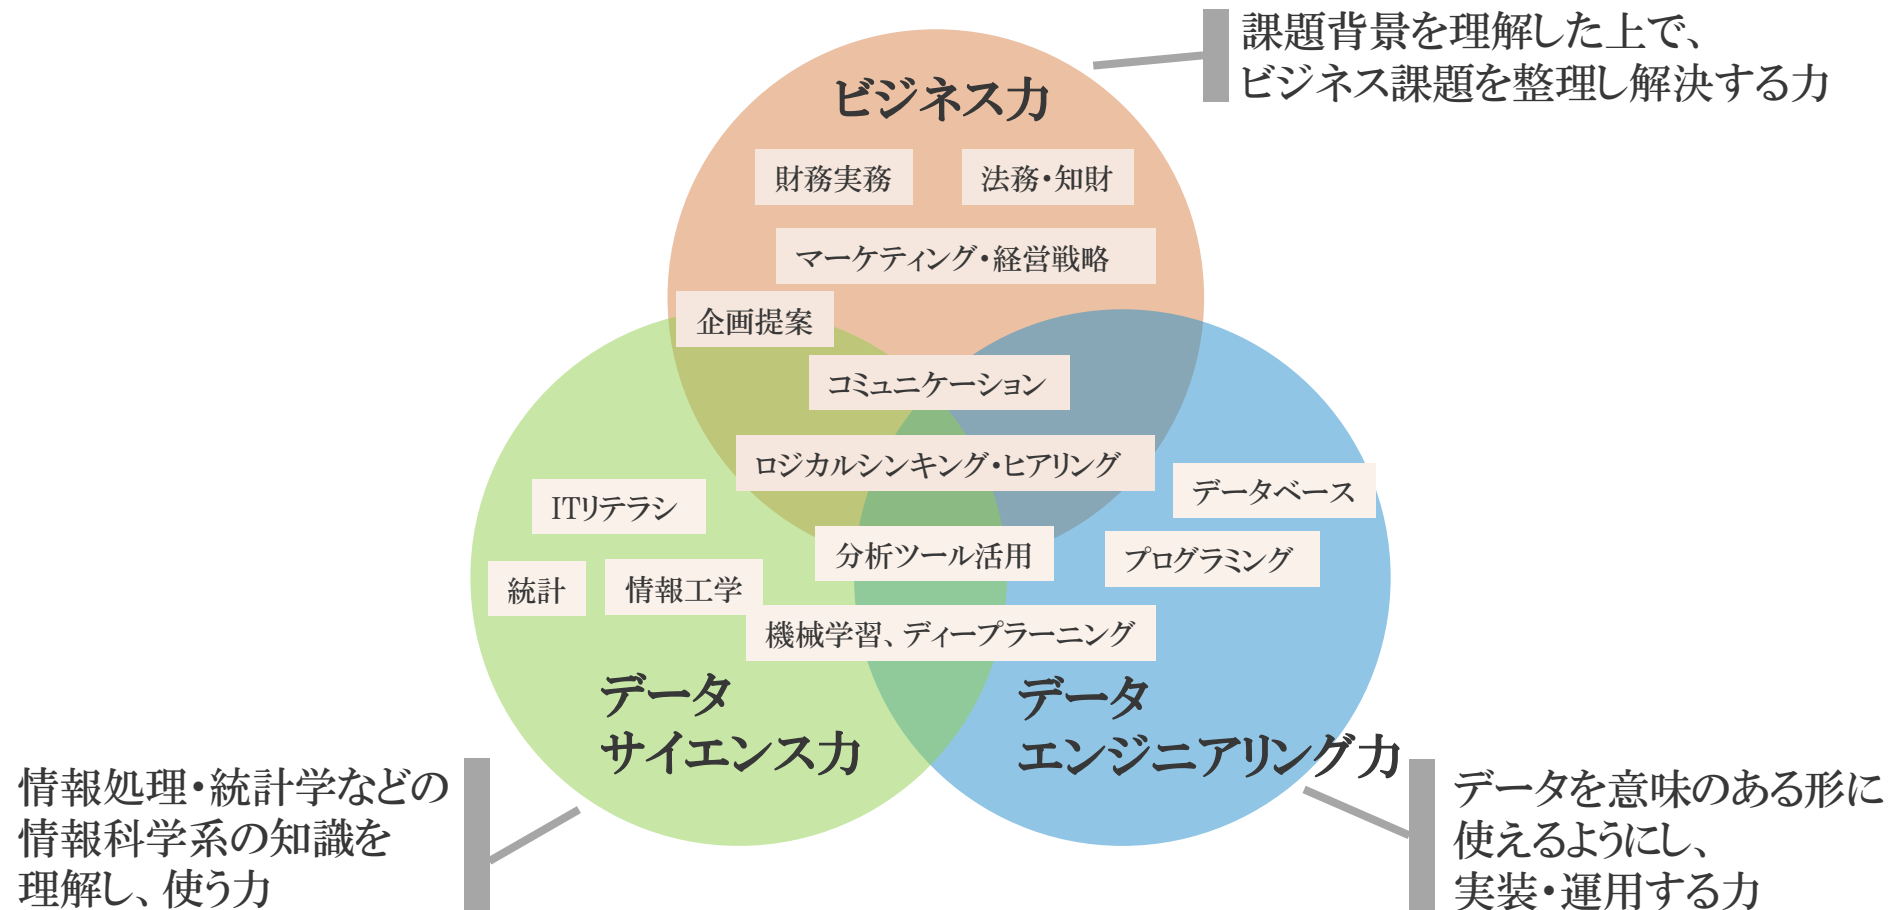 課題背景を理解した上で、
ビジネス課題を整理し解決する力
ビジネス力
財務実務
法務・知財
マーケティング・経営戦略
企画提案
コミュニケーション
ロジカルシンキング・ヒアリング
データベース
ITリテラシ
分析ツール活用
プログラミング
統計
情報工学
機械学習、ディープラーニング
データ
サイエンス力
データ
エンジニアリング力
情報処理・統計学などの
情報科学系の知識を
理解し、使う力
データを意味のある形に
使えるようにし、
実装・運用する力